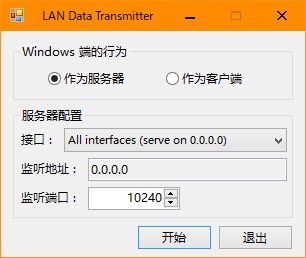 LAN Data Transmitter
Windows 端的行为
作为服务器 作为客户端
服务器配置
接口： All interfaces (serve on 0.0.0.0)
监听地址： 0.0.0.0
监听端口： 10240
开始 退出